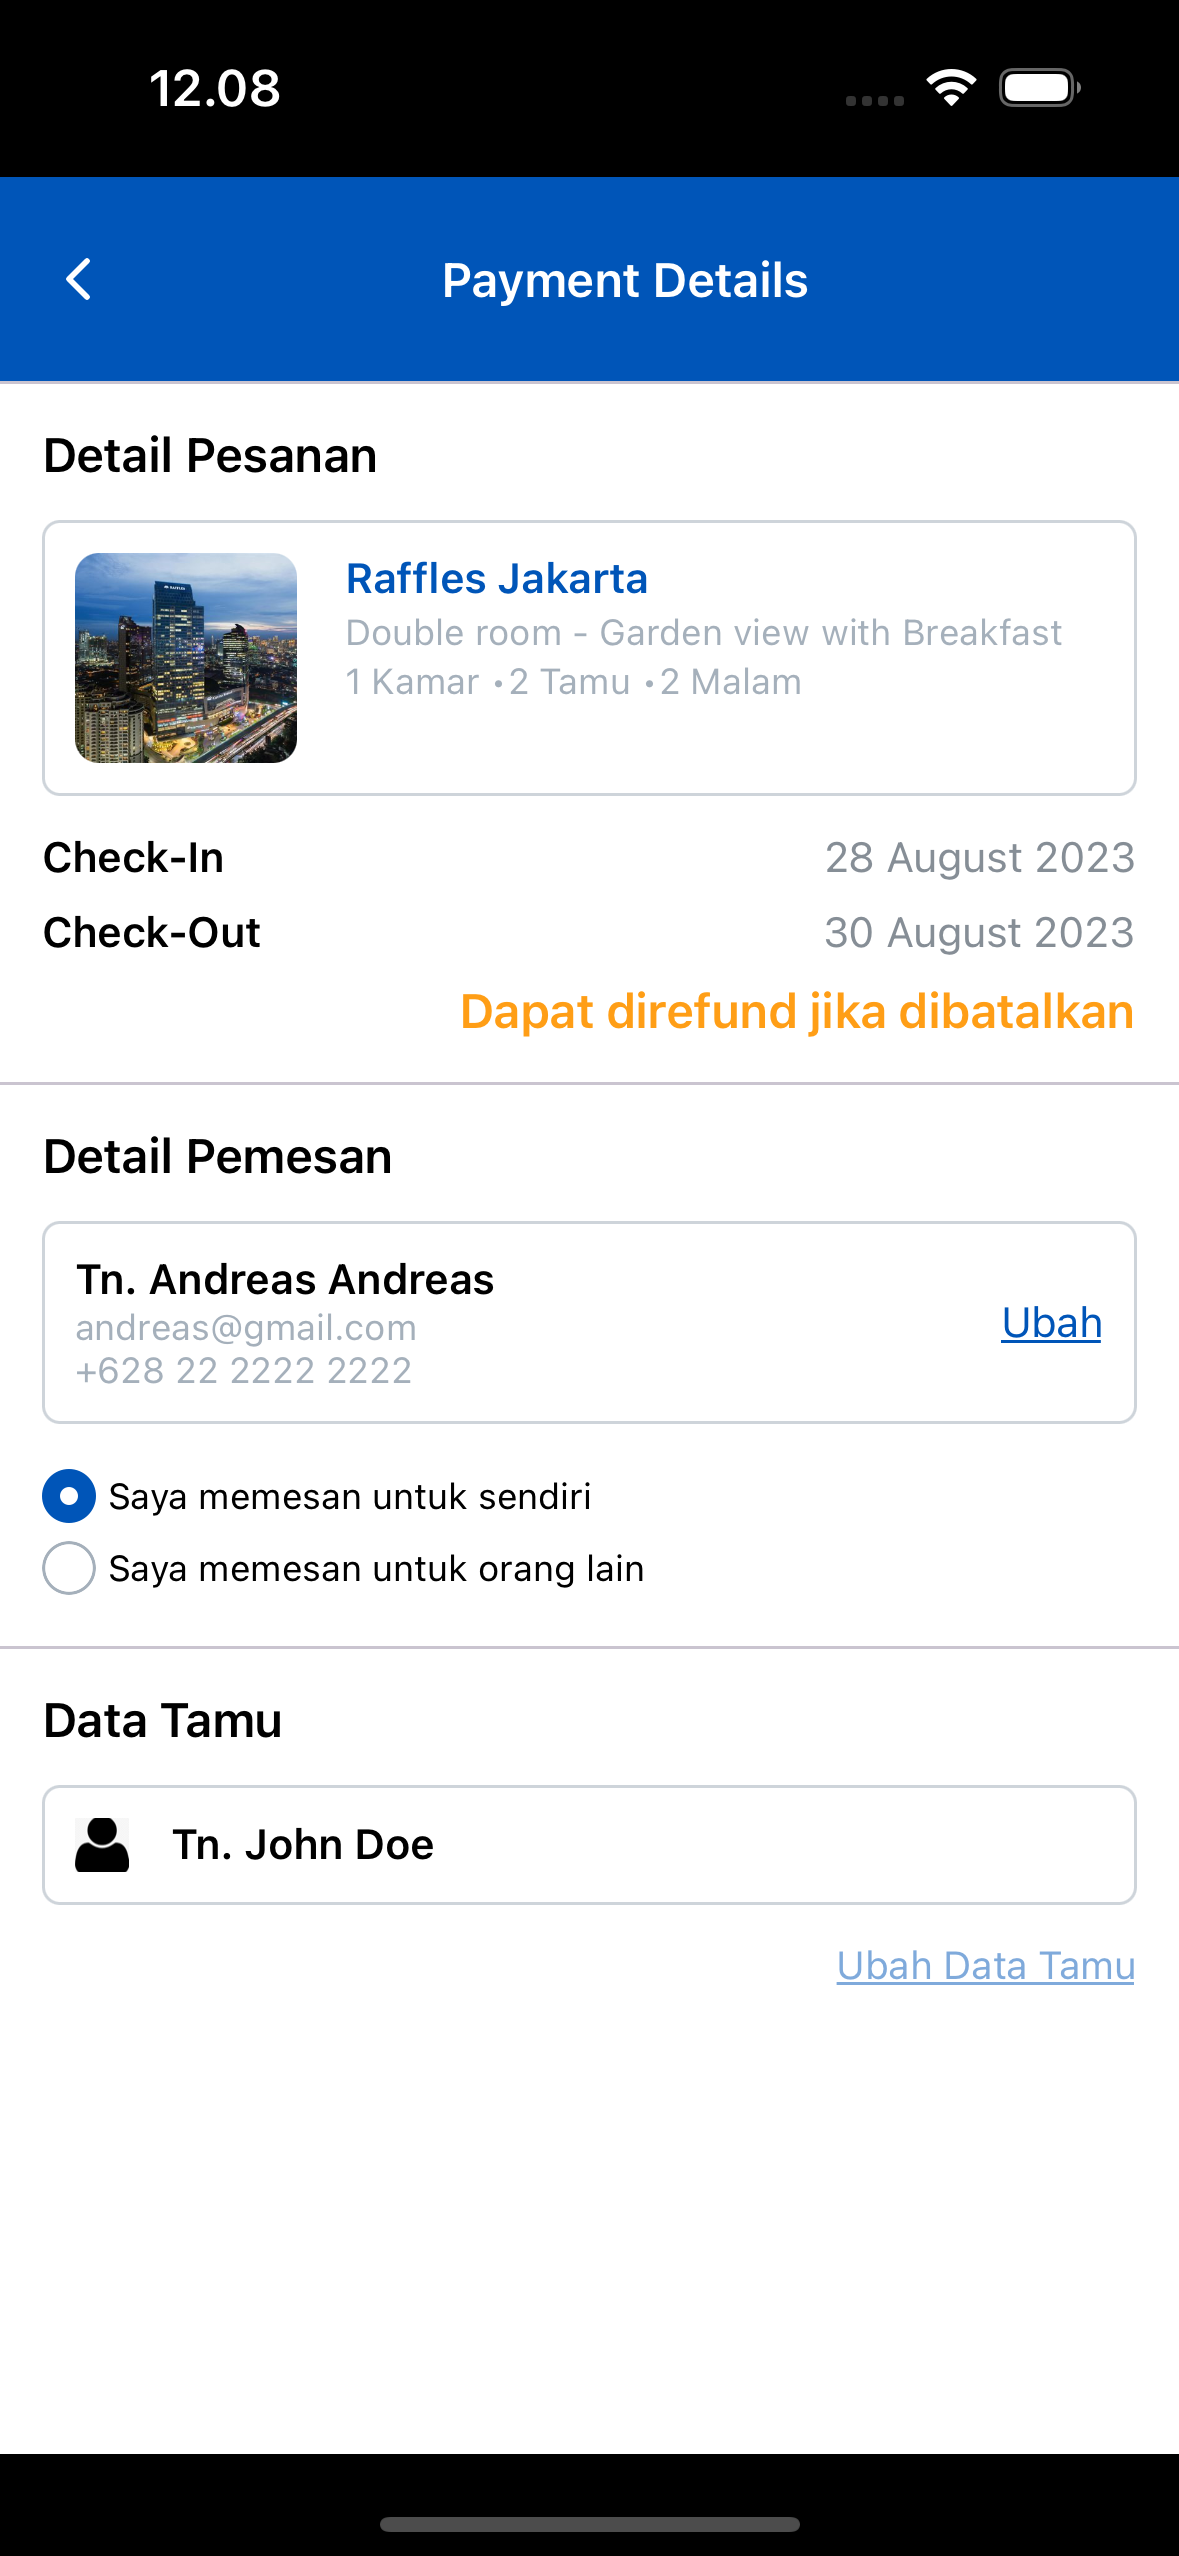 12.08
Payment Details
Detail Pesanan
Raffles Jakarta
Double room - Garden view with Breakfast
1 Kamar •2 Tamu •2 Malam
Check-In
28 August 2023
Check-Out
30 August 2023
Dapat direfund jika dibatalkan
Detail Pemesan
Tn. Andreas Andreas
andreas@gmail.com
+628 22 2222 2222
Ubah
Saya memesan untuk sendiri
Saya memesan untuk orang lain
Data Tamu
Tn. John Doe
Ubah Data Tamu